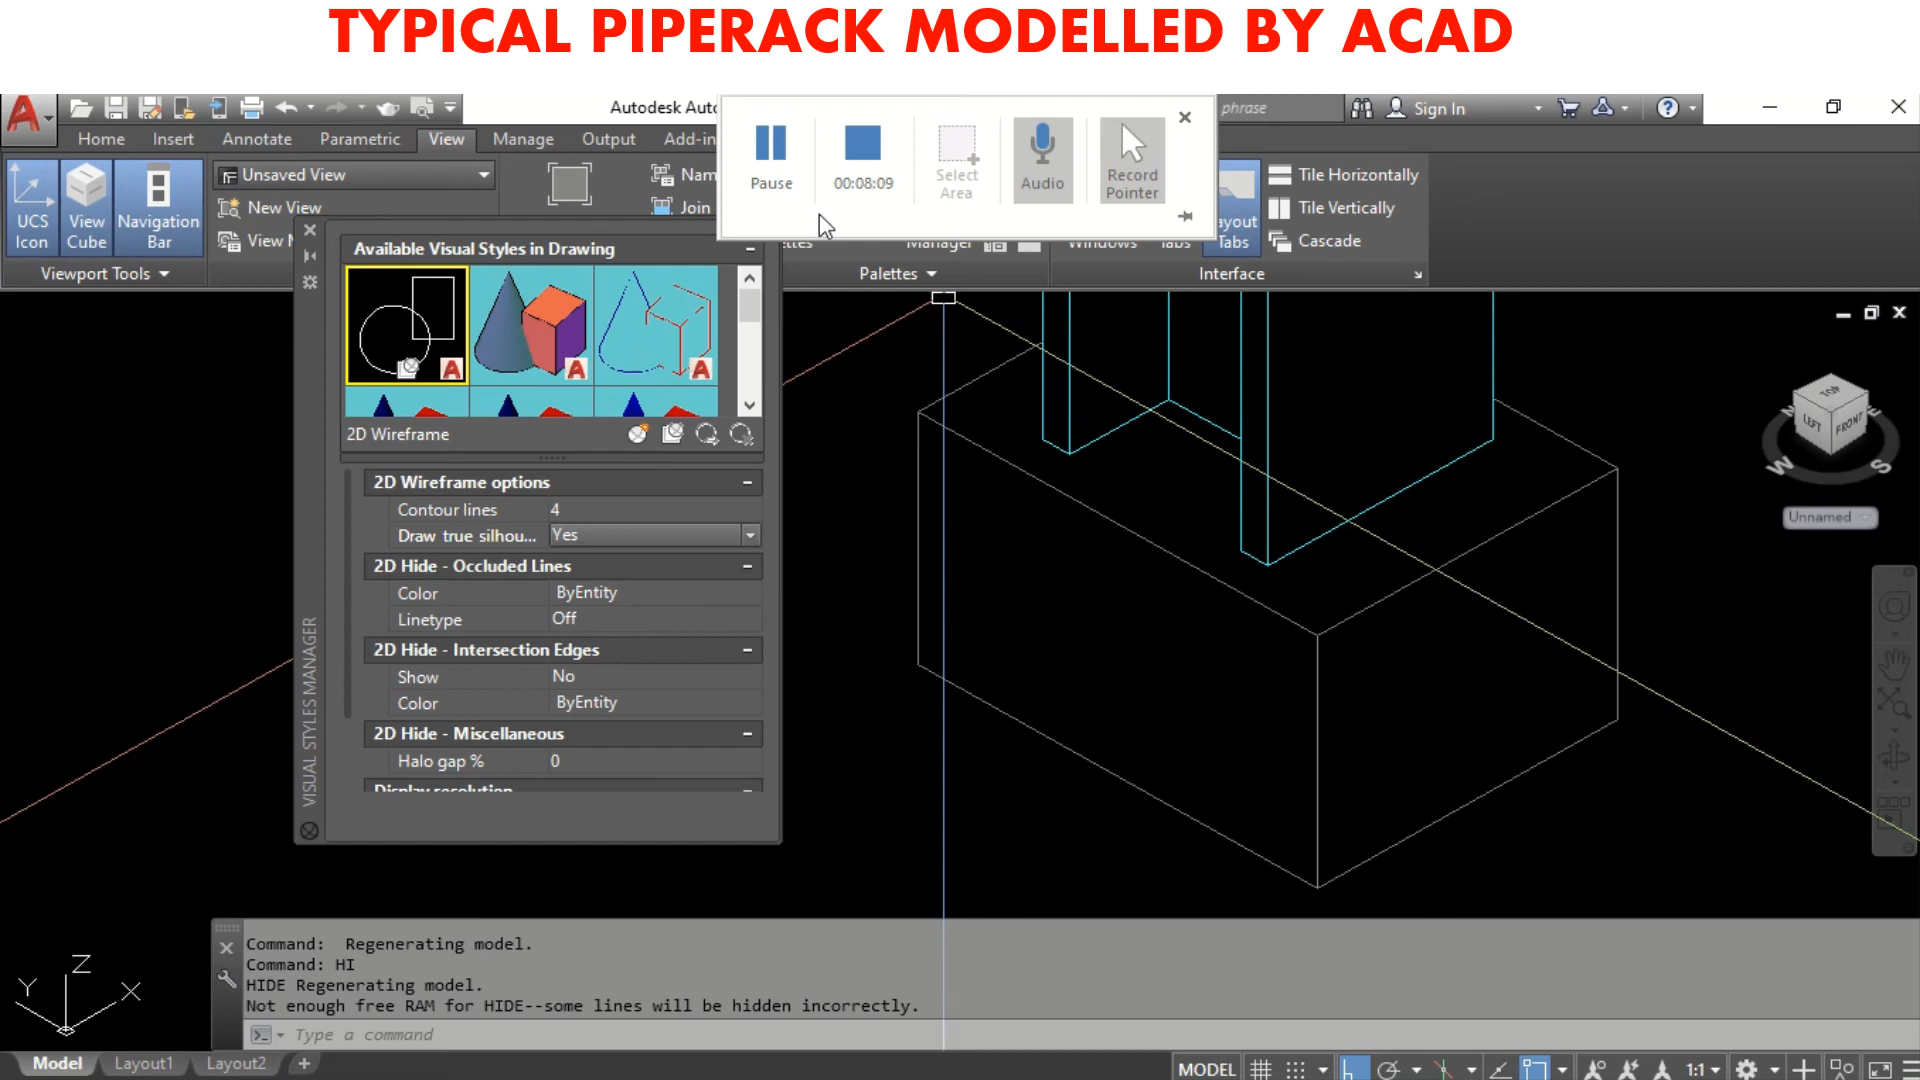 TYPICAL PIPERACK MODELLED BY ACAD
Autodesk
phrase
Sign In
Home
Insert
Annotate
Parametric
View
Manage
Output
Add-in
UCS Icon
View Cube
Navigation Bar
Viewport Tools
Unsaved View
New View
View
Join
Pause
00:08:09
Select Area
Audio
Record Pointer
Palettes
Manager
Windows
Tabs
Tabs
Tile Horizontally
Tile Vertically
Cascade
Interface
Available Visual Styles in Drawing
2D Wireframe
2D Wireframe options
Contour lines 4
Draw true silhou... Yes
2D Hide - Occluded Lines
Color ByEntity
Linetype Off
2D Hide - Intersection Edges
Show No
Color ByEntity
2D Hide - Miscellaneous
Halo gap % 0
Display resolution
VISUAL STYLES MANAGER
TOP
LEFT
FRONT
W
S
Unnamed
Z
Y
X
Command: Regenerating model.
Command: HI
HIDE Regenerating model.
Not enough free RAM for HIDE--some lines will be hidden incorrectly.
Type a command
Model
Layout1
Layout2
MODEL
1:1